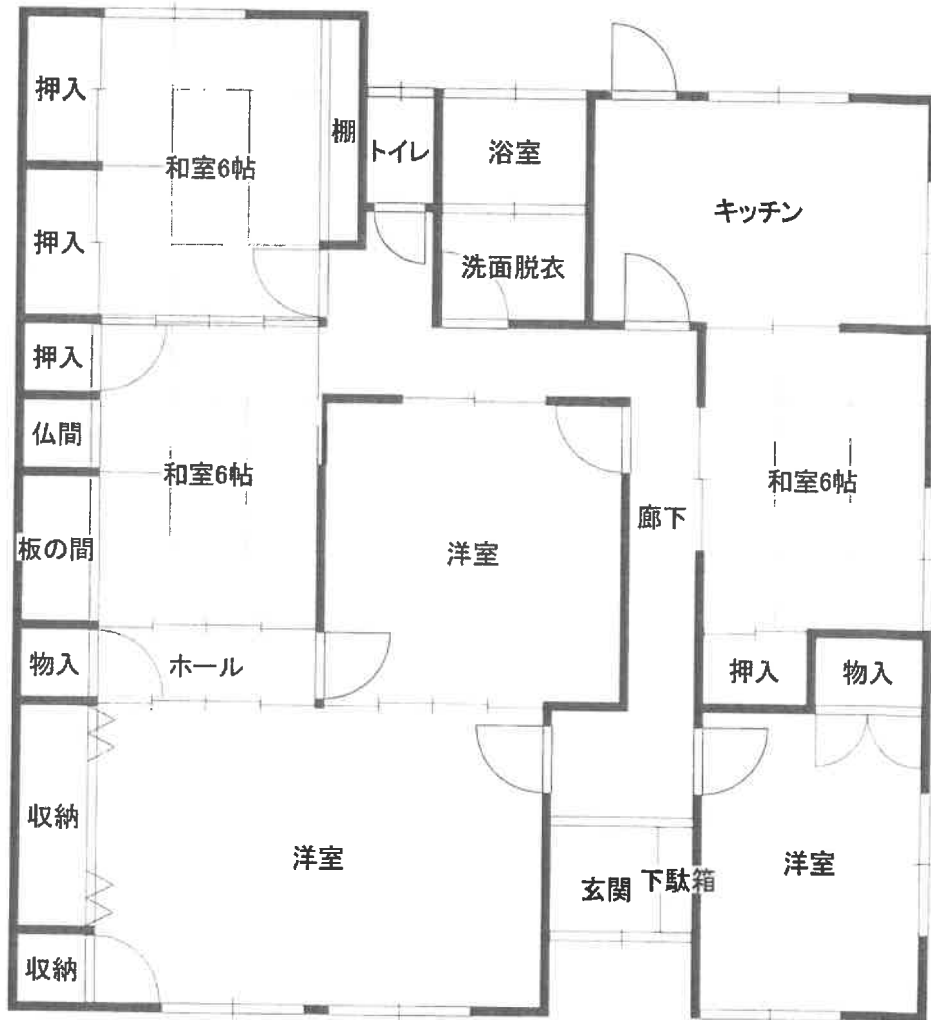 押入
棚
トイレ
浴室
和室6帖
キッチン
押入
洗面脱衣
押入
仏間
和室6帖
和室6帖
廊下
板の間
洋室
物入
ホール
押入
物入
収納
洋室
洋室
玄関
下駄箱
収納